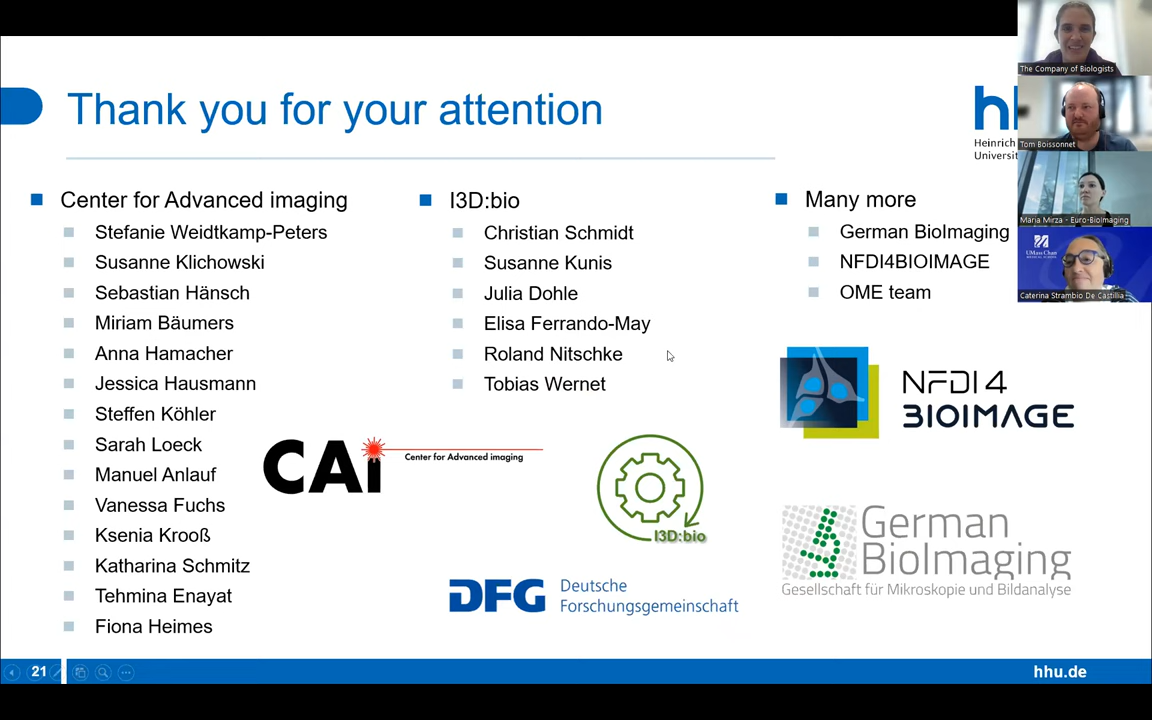 Thank you for your attention
Center for Advanced imaging
Stefanie Weidtkamp-Peters
Susanne Klichowski
Sebastian Hänsch
Miriam Bäumers
Anna Hamacher
Jessica Hausmann
Steffen Köhler
Sarah Loeck
Manuel Anlauf
Vanessa Fuchs
Ksenia Krooß
Katharina Schmitz
Tehmina Enayat
Fiona Heimes
CAi
Center for Advanced imaging
I3D:bio
Christian Schmidt
Susanne Kunis
Julia Dohle
Elisa Ferrando-May
Roland Nitschke
Tobias Wernet
I3D:bio
DFG
Deutsche
Forschungsgemeinschaft
Many more
German BioImaging
NFDI4BIOIMAGE
OME team
NFDI4
BIOIMAGE
German
BioImaging
Gesellschaft für Mikroskopie und Bildanalyse
Heinrich
Universit
The Company of Biologists
Tom Boissonnet
Maria Mirza - Euro-BioImaging
UMass Chan
Caterina Strambio De Castillia
21
hhu.de